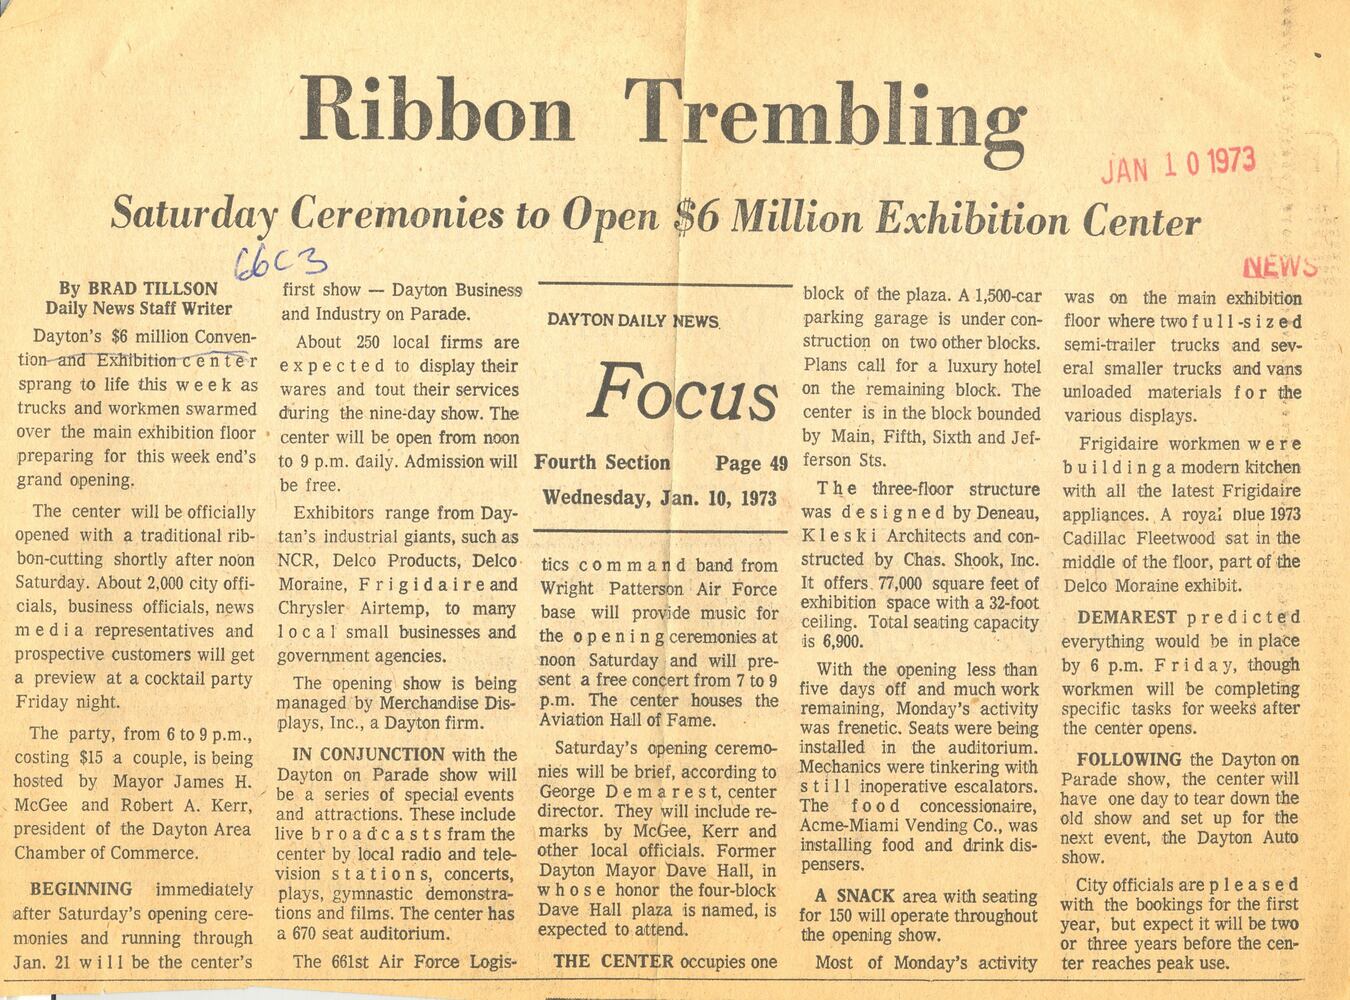 Ribbon Trembling
JAN 10 1973
Saturday Ceremonies to Open $6 Million Exhibition Center
66C3
NEWS
By BRAD TILLSON
Daily News Staff Writer
Dayton's $6 million Conven-
tion and Exhibition center
sprang to life this week as
trucks and workmen swarmed
over the main exhibition floor
preparing for this week end's
grand opening.
The center will be officially
opened with a traditional rib-
bon-cutting shortly after noon
Saturday. About 2,000 city offi-
cials, business officials, news
media representatives and
prospective customers will get
a preview at a cocktail party
Friday night.
The party, from 6 to 9 p.m.,
costing $15 a couple, is being
hosted by Mayor James H.
McGee and Robert A. Kerr,
president of the Dayton Area
Chamber of Commerce.
BEGINNING immediately
after Saturday's opening cere-
monies and running through
Jan. 21 will be the center's
first show — Dayton Business
and Industry on Parade.
About 250 local firms are
expected to display their
wares and tout their services
during the nine-day show. The
center will be open from noon
to 9 p.m. daily. Admission will
be free.
Exhibitors range from Day-
tan's industrial giants, such as
NCR, Delco Products, Delco
Moraine, Frigidaire and
Chrysler Airtemp, to many
local small businesses and
government agencies.
The opening show is being
managed by Merchandise Dis-
plays, Inc., a Dayton firm.
IN CONJUNCTION with the
Dayton on Parade show will
be a series of special events
and attractions. These include
live broadcasts fram the
center by local radio and tele-
vision stations, concerts,
plays, gymnastic demonstra-
tions and films. The center has
a 670 seat auditorium.
The 661st Air Force Logis-
DAYTON DAILY NEWS
Focus
Fourth Section Page 49
Wednesday, Jan. 10, 1973
tics command band from
Wright Patterson Air Force
base will provide music for
the opening ceremonies at
noon Saturday and will pre-
sent a free concert from 7 to 9
p.m. The center houses the
Aviation Hall of Fame.
Saturday's opening ceremo-
nies will be brief, according to
George Demarest, center
director. They will include re-
marks by McGee, Kerr and
other local officials. Former
Dayton Mayor Dave Hall, in
whose honor the four-block
Dave Hall plaza is named, is
expected to attend.
THE CENTER occupies one
block of the plaza. A 1,500-car
parking garage is under con-
struction on two other blocks.
Plans call for a luxury hotel
on the remaining block. The
center is in the block bounded
by Main, Fifth, Sixth and Jef-
ferson Sts.
The three-floor structure
was designed by Deneau,
Kleski Architects and con-
structed by Chas. Shook, Inc.
It offers 77,000 square feet of
exhibition space with a 32-foot
ceiling. Total seating capacity
is 6,900.
With the opening less than
five days off and much work
remaining, Monday's activity
was frenetic. Seats were being
installed in the auditorium.
Mechanics were tinkering with
still inoperative escalators.
The food concessionaire,
Acme-Miami Vending Co., was
installing food and drink dis-
pensers.
A SNACK area with seating
for 150 will operate throughout
the opening show.
Most of Monday's activity
was on the main exhibition
floor where two full-sized
semi-trailer trucks and sev-
eral smaller trucks and vans
unloaded materials for the
various displays.
Frigidaire workmen were
building a modern kitchen
with all the latest Frigidaire
appliances. A royal blue 1973
Cadillac Fleetwood sat in the
middle of the floor, part of the
Delco Moraine exhibit.
DEMAREST predicted
everything would be in place
by 6 p.m. Friday, though
workmen will be completing
specific tasks for weeks after
the center opens.
FOLLOWING the Dayton on
Parade show, the center will
have one day to tear down the
old show and set up for the
next event, the Dayton Auto
show.
City officials are pleased
with the bookings for the first
year, but expect it will be two
or three years before the cen-
ter reaches peak use.